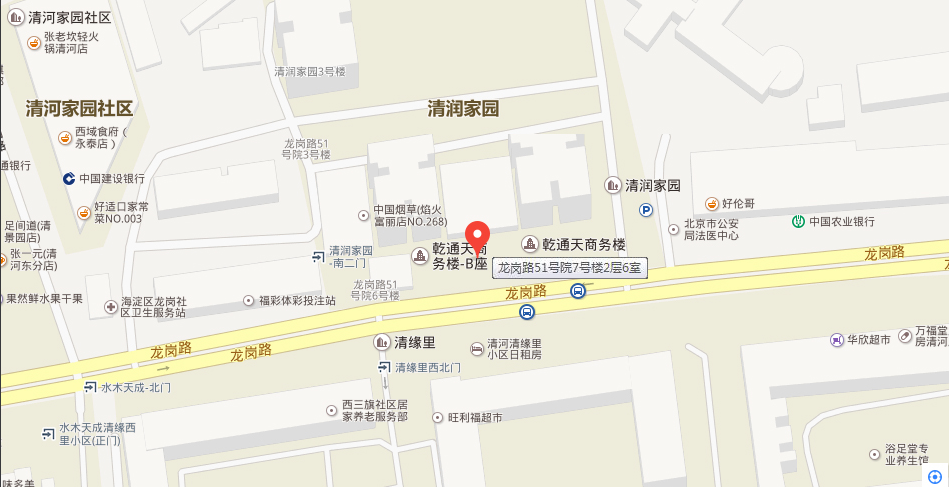 清河家园社区
张老坎轻火
锅清河店
清润家园3号楼
清河家园社区
清润家园
西域食府（
永泰店）
龙岗路51
号院3号楼
通银行
中国建设银行
清润家园
好适口家常
菜NO.003
中国烟草(焰火
富丽店NO.268)
好伦哥
北京市公安
局法医中心
中国农业银行
足间道(清
景园店)
张一元(清
河东分店)
清润家园
-南二门
乾通天商
务楼-B座
乾通天商务楼
龙岗路
龙岗路
龙岗路51号院7号楼2层6室
龙岗路51
号院6号楼
龙岗路
果然鲜水果干果
海淀区龙岗社
区卫生服务站
福彩体彩投注站
龙岗路
龙岗路
清缘里
清河清缘里
小区日租房
华欣超市
万福堂
房清河
清缘里西北门
水木天成-北门
西三旗社区居
家养老服务部
旺利福超市
水木天成清缘西
里小区(正门)
浴足堂专
业养生馆
味多美